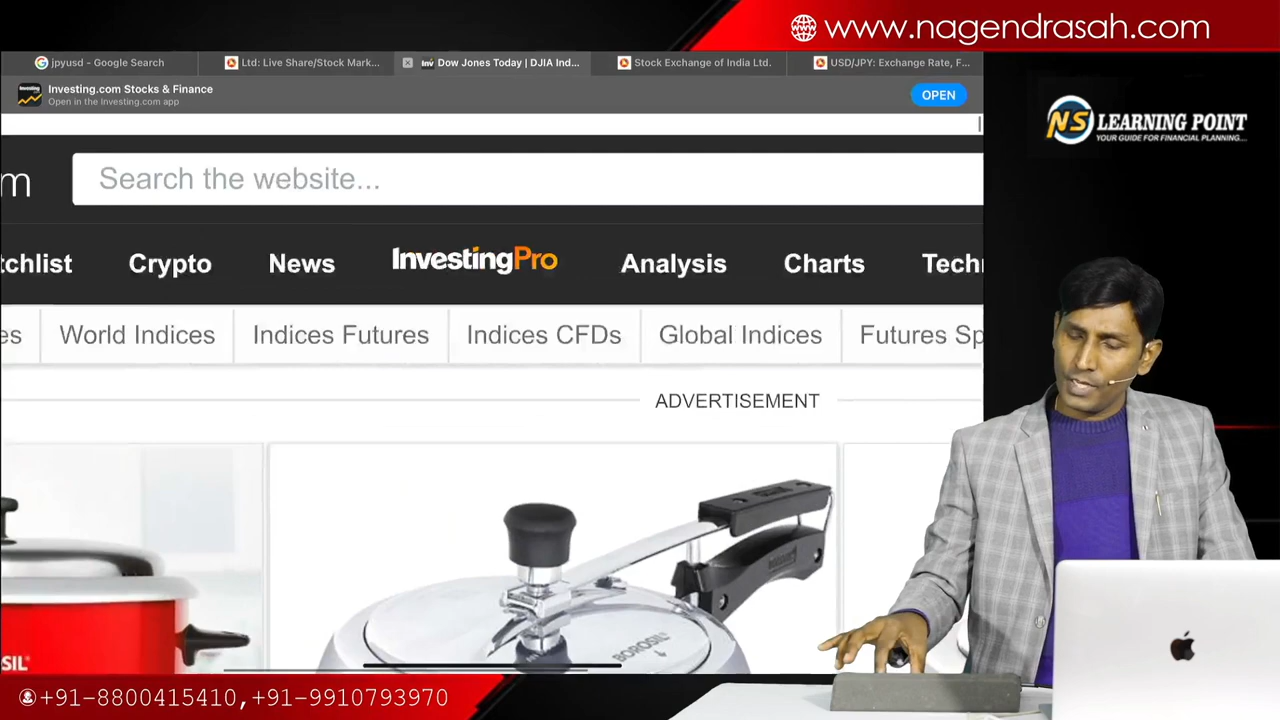 www.nagendrasah.com
jpyusd - Google Search
Ltd: Live Share/Stock Mark...
Dow Jones Today | DJIA Ind...
Stock Exchange of India Ltd.
USD/JPY: Exchange Rate, F...
Investing.com Stocks & Finance
Open in the Investing.com app
OPEN
NS LEARNING POINT
YOUR GUIDE FOR FINANCIAL PLANNING....
m
Search the website...
tchlist Crypto News InvestingPro Analysis Charts Techn
es World Indices Indices Futures Indices CFDs Global Indices Futures Sp
ADVERTISEMENT
BOROSIL
SIL
+91-8800415410,+91-9910793970